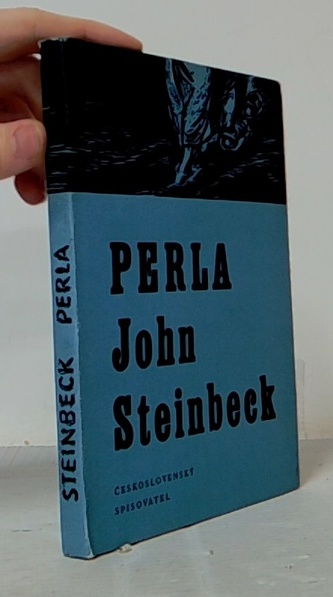 STEINBECK PERLA
PERLA
John
Steinbeck
ČESKOSLOVENSKÝ
SPISOVATEL